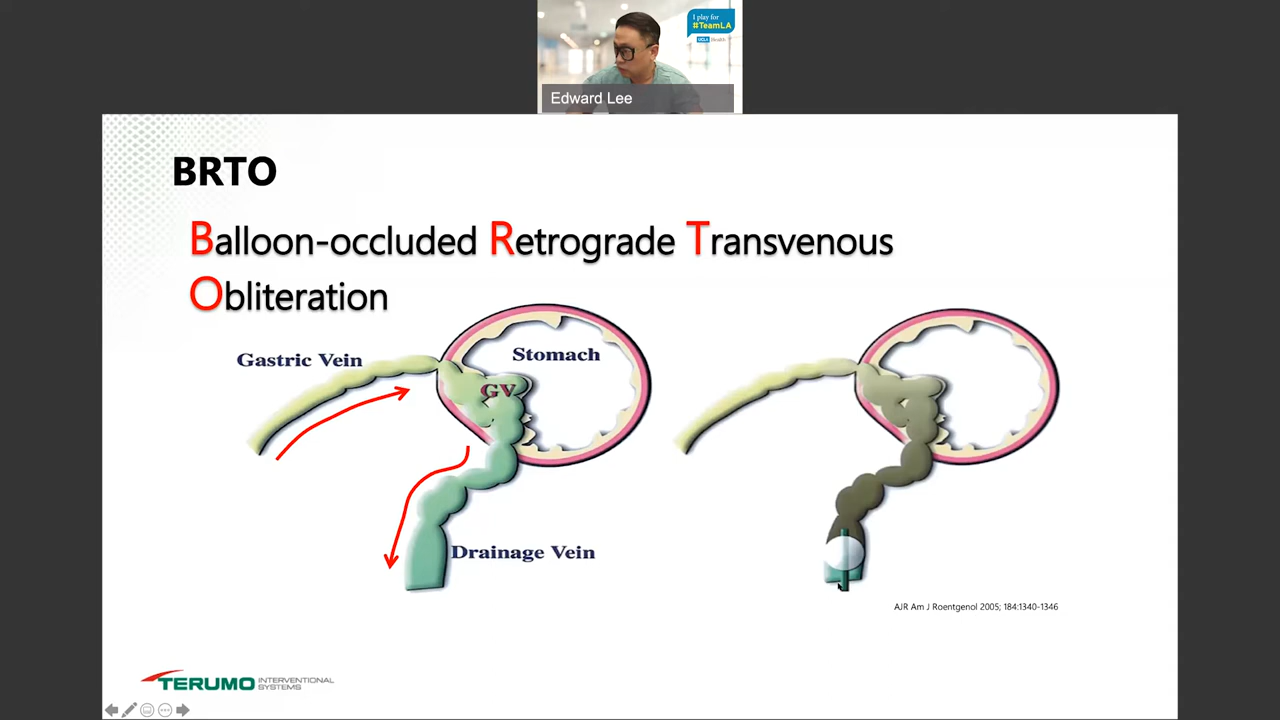 I play for
#TeamLA
UCLA Health
Edward Lee
BRTO
Balloon-occluded Retrograde Transvenous
Obliteration
Gastric Vein
Stomach
GV
Drainage Vein
AJR Am J Roentgenol 2005; 184:1340-1346
TERUMO INTERVENTIONAL
SYSTEMS